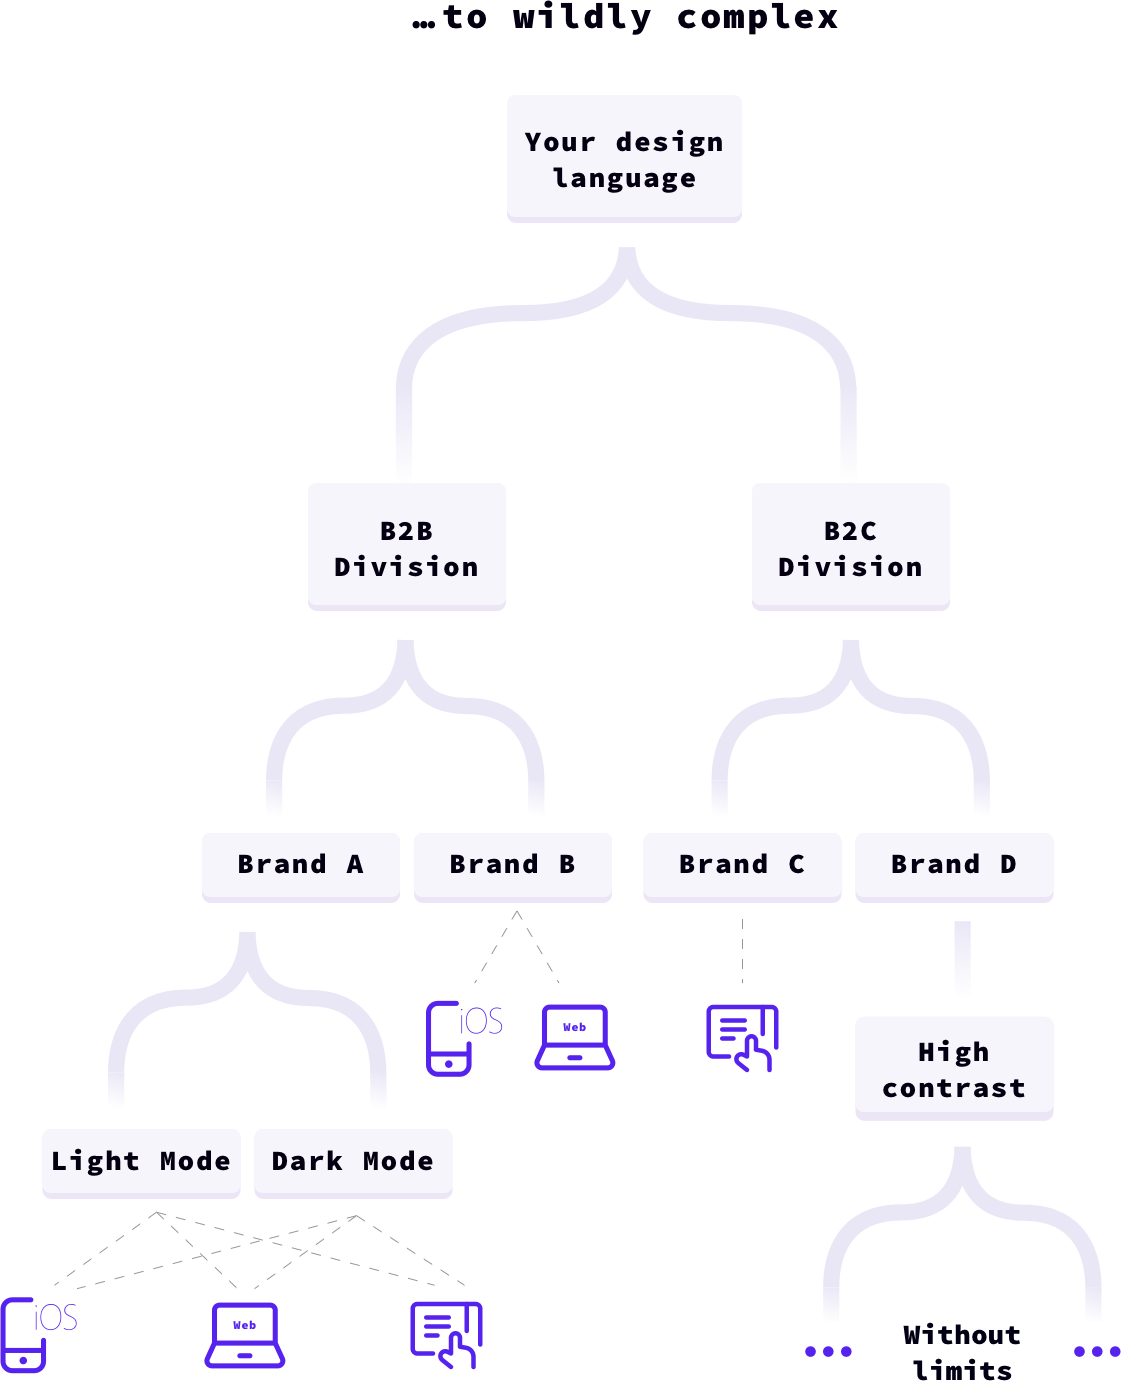 …to wildly complex
Your design
language
B2B
Division
B2C
Division
Brand A
Brand B
Brand C
Brand D
iOS
Web
High
contrast
Light Mode
Dark Mode
iOS
Web
Without
limits